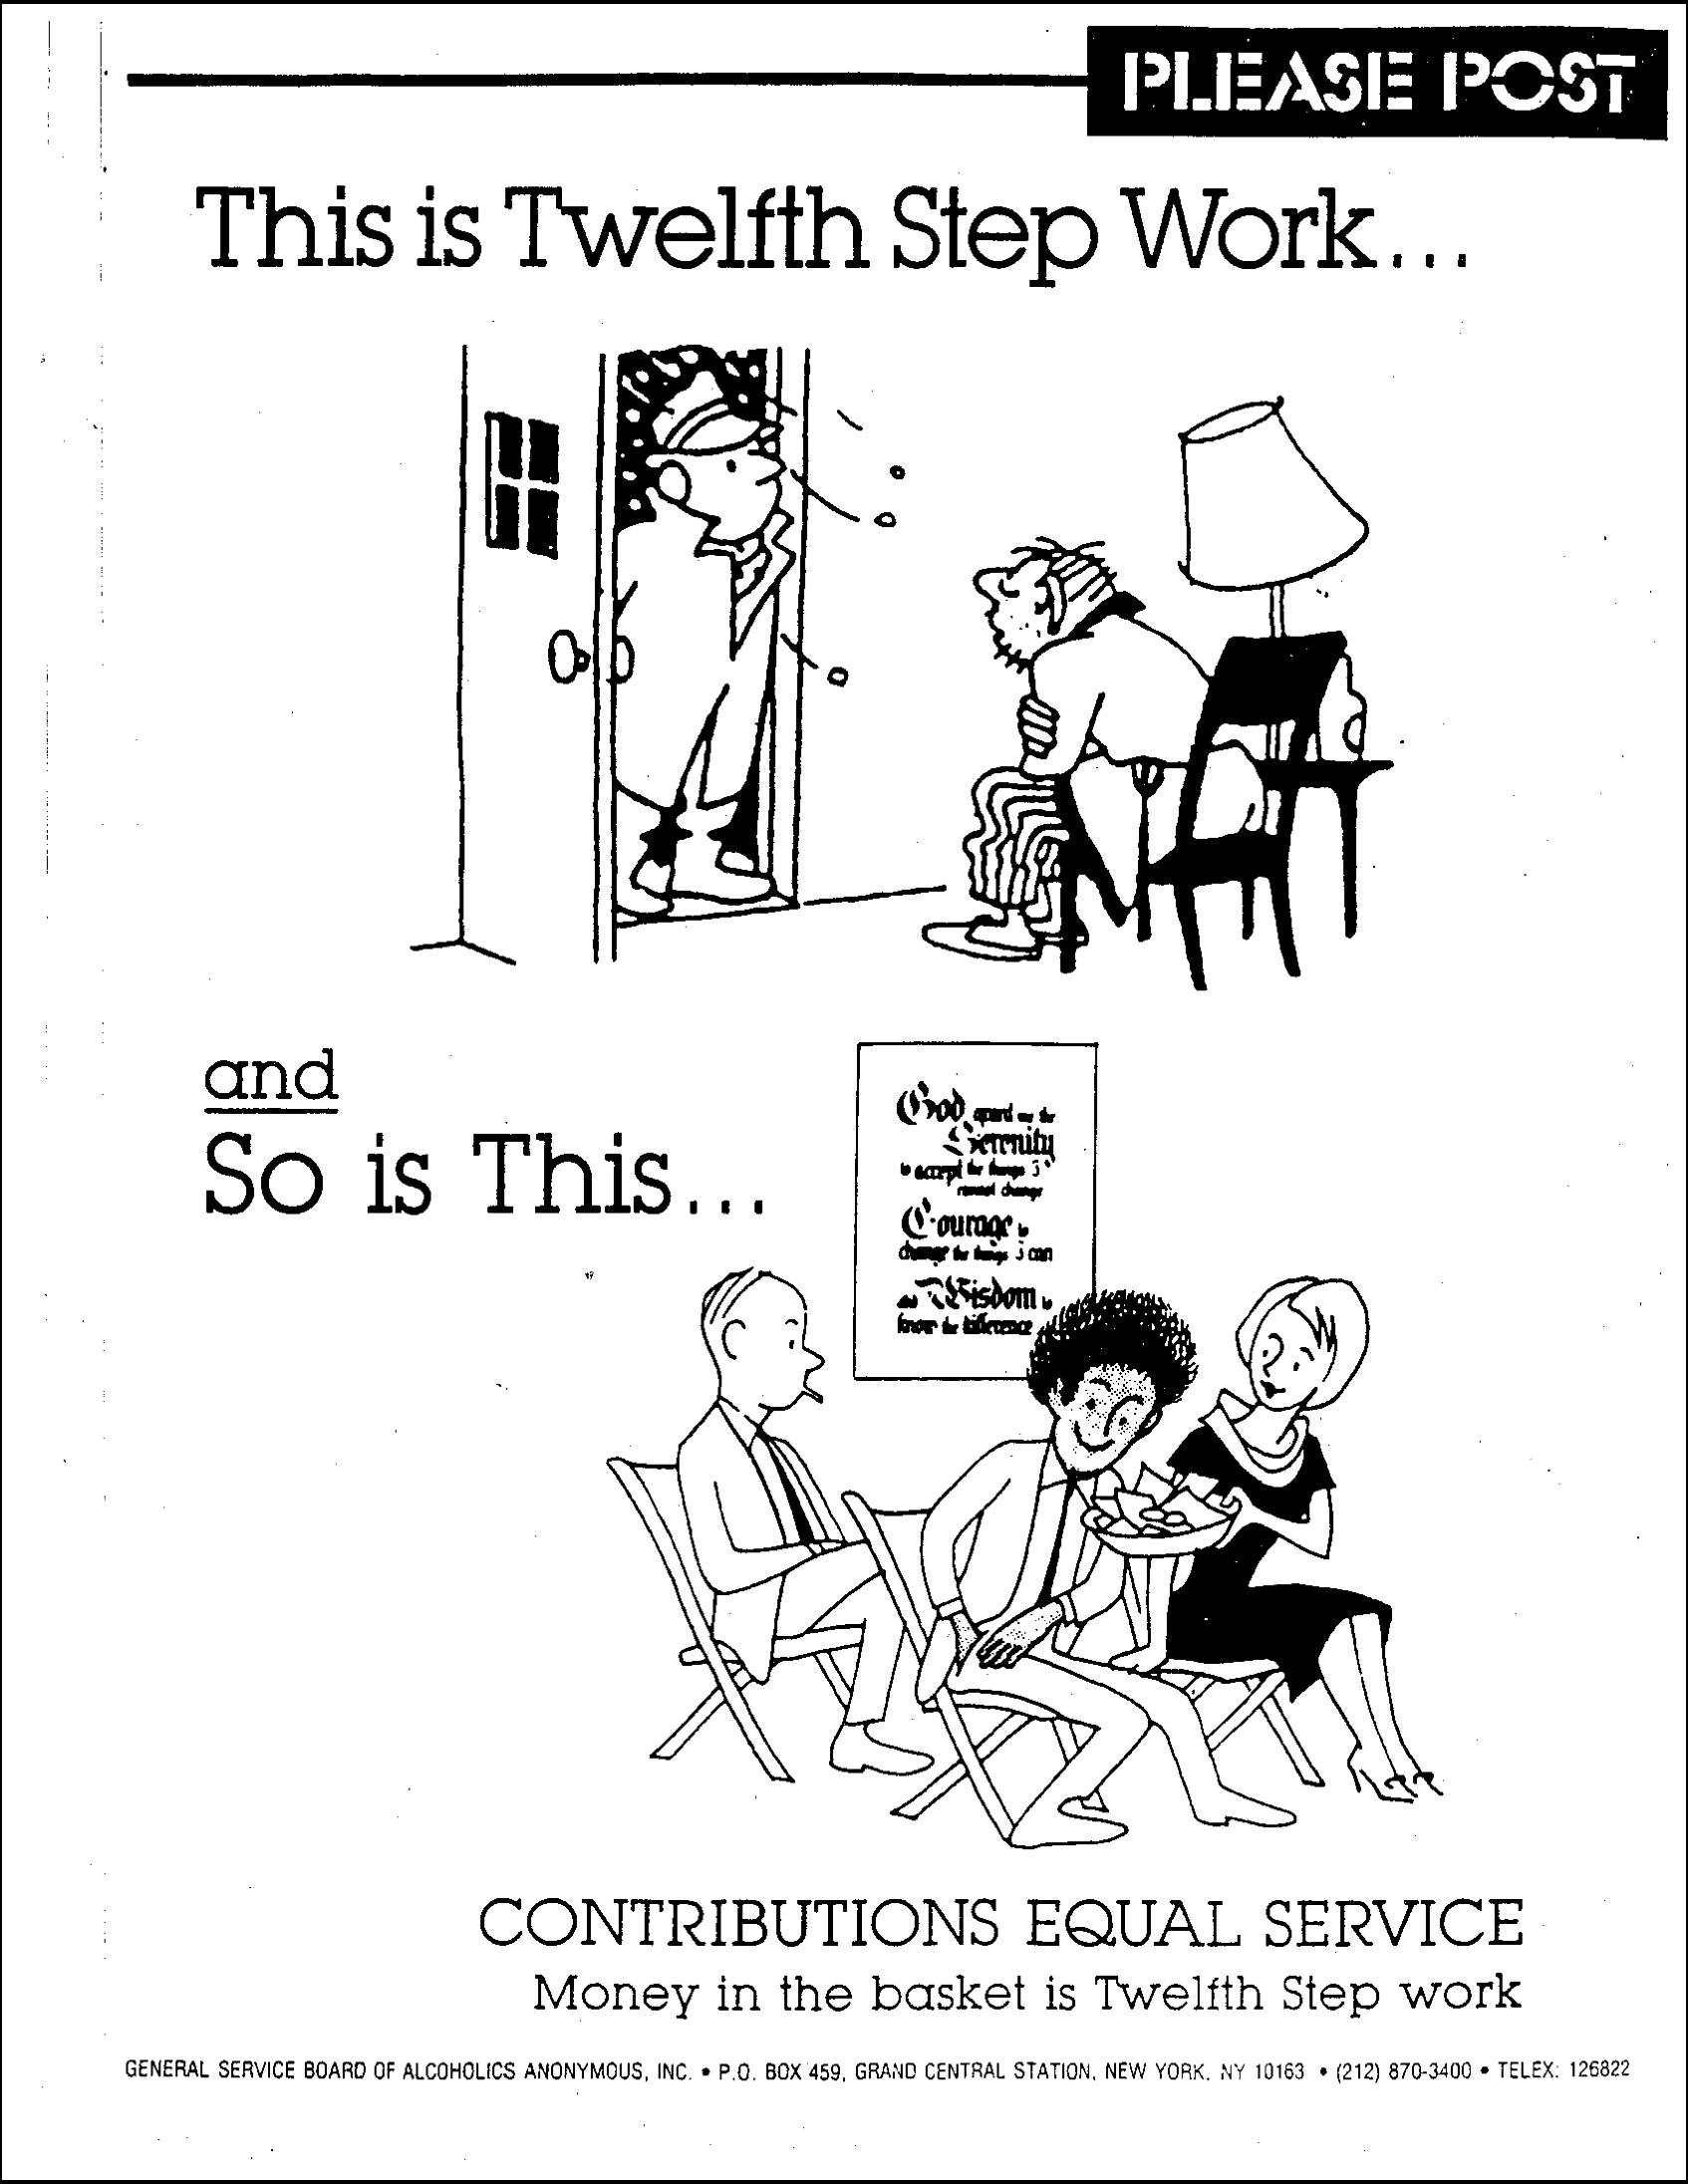 PLEASE POST
This is Twelfth Step Work...
and
So is This...
God grant me the
Serenity
to accept the things I
cannot change
Courage to
change the things I can
and Wisdom to
know the difference
CONTRIBUTIONS EQUAL SERVICE
Money in the basket is Twelfth Step work
GENERAL SERVICE BOARD OF ALCOHOLICS ANONYMOUS, INC. • P.O. BOX 459, GRAND CENTRAL STATION, NEW YORK, NY 10163 • (212) 870-3400 • TELEX: 126822